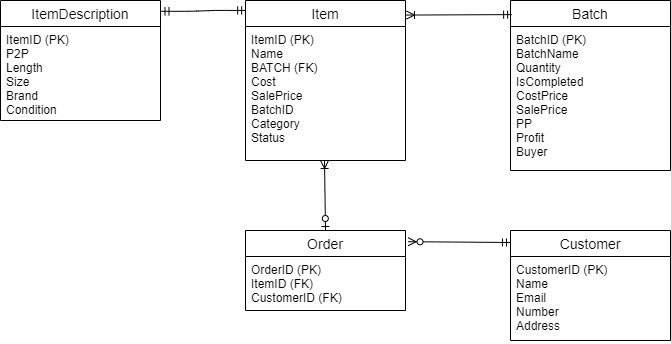 ItemDescription
ItemID (PK)
P2P
Length
Size
Brand
Condition
Item
ItemID (PK)
Name
BATCH (FK)
Cost
SalePrice
BatchID
Category
Status
Batch
BatchID (PK)
BatchName
Quantity
IsCompleted
CostPrice
SalePrice
PP
Profit
Buyer
Order
OrderID (PK)
ItemID (FK)
CustomerID (FK)
Customer
CustomerID (PK)
Name
Email
Number
Address